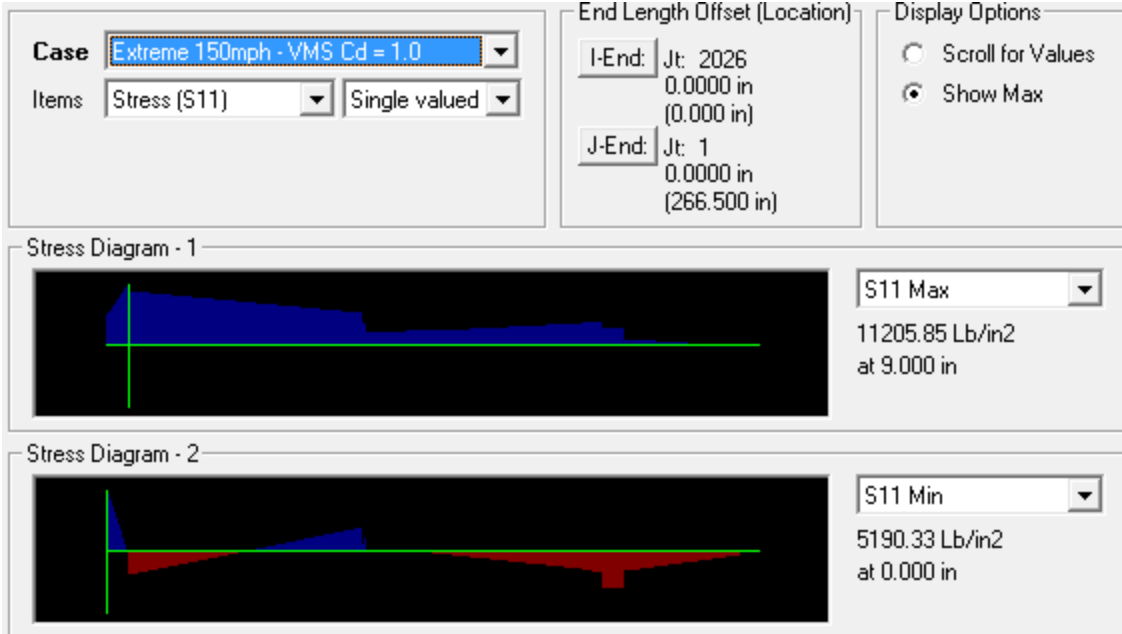 End Length Offset (Location)
Display Options
Case Extreme 150mph - VMS Cd = 1.0
Items Stress (S11) Single valued
I-End: Jt: 2026
0.0000 in
(0.000 in)
J-End: Jt: 1
0.0000 in
(266.500 in)
Scroll for Values
Show Max
Stress Diagram - 1
S11 Max
11205.85 Lb/in2
at 9.000 in
Stress Diagram - 2
S11 Min
5190.33 Lb/in2
at 0.000 in